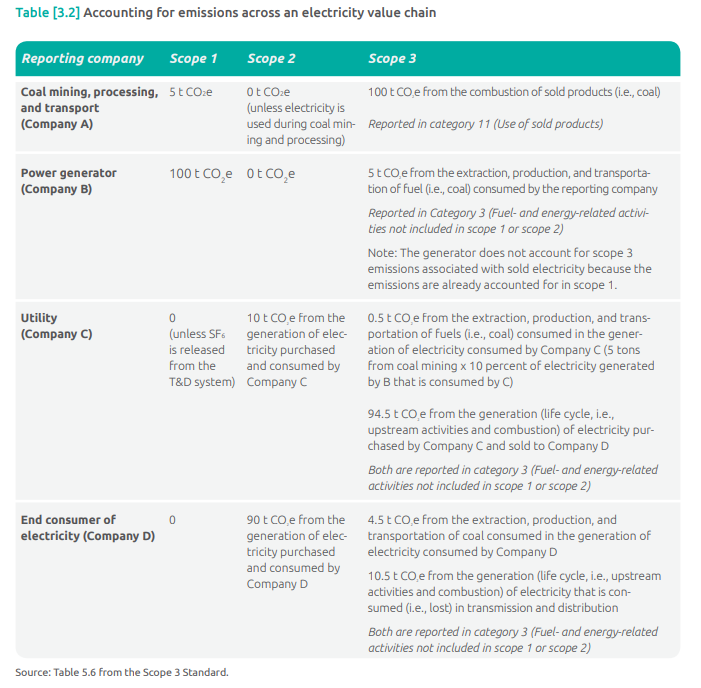 Table [3.2] Accounting for emissions across an electricity value chain
Reporting company Scope 1 Scope 2 Scope 3
Coal mining, processing,
and transport
(Company A)
5 t CO₂e
0 t CO₂e
(unless electricity is
used during coal min-
ing and processing)
100 t CO₂e from the combustion of sold products (i.e., coal)
Reported in category 11 (Use of sold products)
Power generator
(Company B)
100 t CO₂e
0 t CO₂e
5 t CO₂e from the extraction, production, and transporta-
tion of fuel (i.e., coal) consumed by the reporting company
Reported in Category 3 (Fuel- and energy-related activi-
ties not included in scope 1 or scope 2)
Note: The generator does not account for scope 3
emissions associated with sold electricity because the
emissions are already accounted for in scope 1.
Utility
(Company C)
0
(unless SF₆
is released
from the
T&D system)
10 t CO₂e from the
generation of elec-
tricity purchased
and consumed by
Company C
0.5 t CO₂e from the extraction, production, and trans-
portation of fuels (i.e., coal) consumed in the gener-
ation of electricity consumed by Company C (5 tons
from coal mining x 10 percent of electricity generated
by B that is consumed by C)
94.5 t CO₂e from the generation (life cycle, i.e.,
upstream activities and combustion) of electricity pur-
chased by Company C and sold to Company D
Both are reported in category 3 (Fuel- and energy-related
activities not included in scope 1 or scope 2)
End consumer of
electricity (Company D)
0
90 t CO₂e from the
generation of elec-
tricity purchased
and consumed by
Company D
4.5 t CO₂e from the extraction, production, and
transportation of coal consumed in the generation of
electricity consumed by Company D
10.5 t CO₂e from the generation (life cycle, i.e., upstream
activities and combustion) of electricity that is con-
sumed (i.e., lost) in transmission and distribution
Both are reported in category 3 (Fuel- and energy-related
activities not included in scope 1 or scope 2)
Source: Table 5.6 from the Scope 3 Standard.